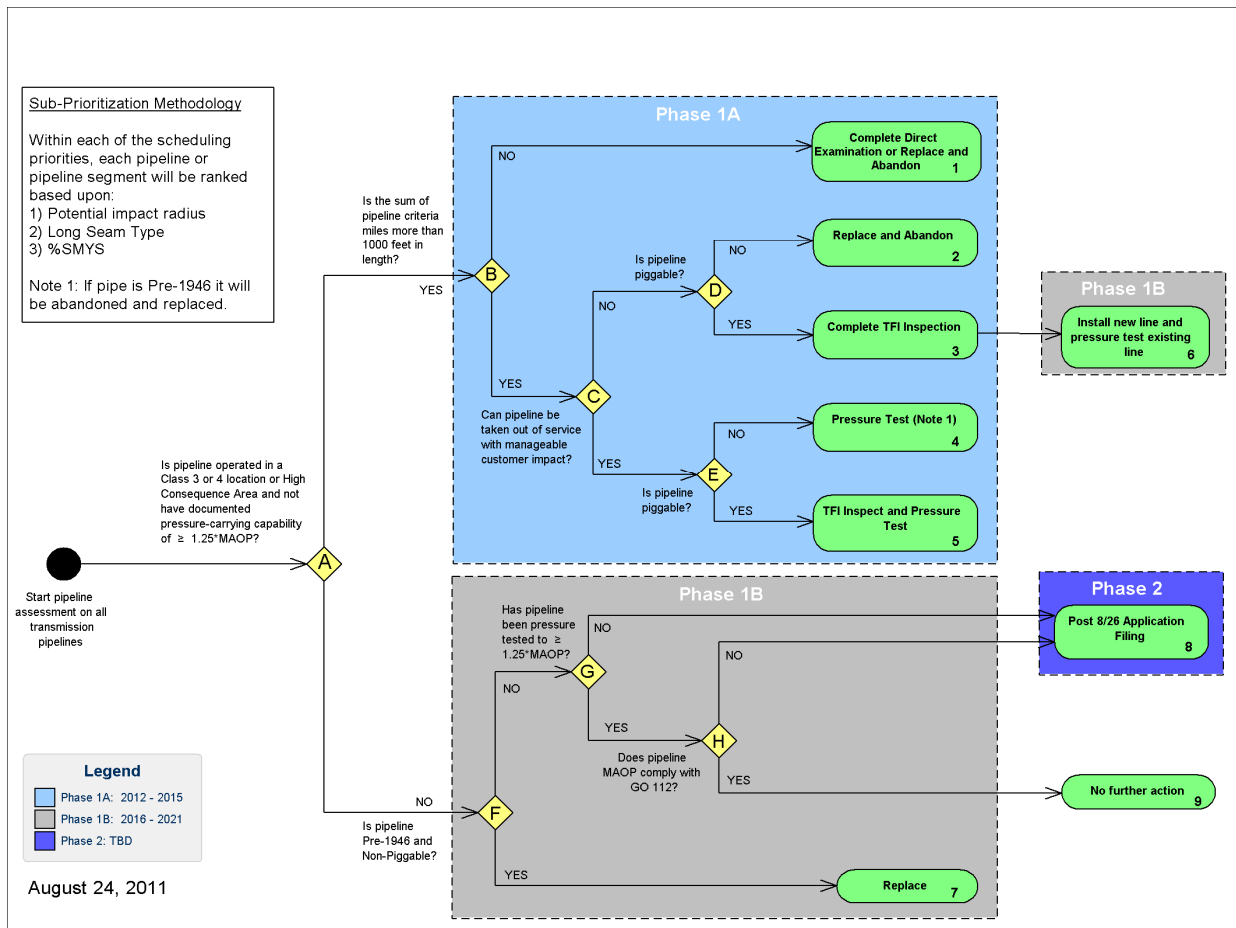 Sub-Prioritization Methodology
Within each of the scheduling
priorities, each pipeline or
pipeline segment will be ranked
based upon:
1) Potential impact radius
2) Long Seam Type
3) %SMYS
Note 1: If pipe is Pre-1946 it will
be abandoned and replaced.
Phase 1A
Complete Direct
Examination or Replace and
Abandon
1
NO
Is the sum of
pipeline criteria
miles more than
1000 feet in
length?
B
YES
Replace and Abandon
2
NO
Is pipeline
piggable?
D
NO
YES
Complete TFI Inspection
3
Phase 1B
Install new line and
pressure test existing
line
6
YES
C
Can pipeline be
taken out of service
with manageable
customer impact?
Pressure Test (Note 1)
4
NO
YES
E
Is pipeline
piggable?
YES
TFI Inspect and Pressure
Test
5
Is pipeline operated in a
Class 3 or 4 location or High
Consequence Area and not
have documented
pressure-carrying capability
of ≥ 1.25*MAOP?
A
Start pipeline
assessment on all
transmission
pipelines
Phase 1B
Has pipeline
been pressure
tested to ≥
1.25*MAOP?
NO
G
NO
Phase 2
Post 8/26 Application
Filing
8
NO
YES
H
Does pipeline
MAOP comply with
GO 112?
YES
No further action
9
NO
F
Is pipeline
Pre-1946 and
Non-Piggable?
YES
Replace
7
Legend
Phase 1A: 2012 - 2015
Phase 1B: 2016 - 2021
Phase 2: TBD
August 24, 2011